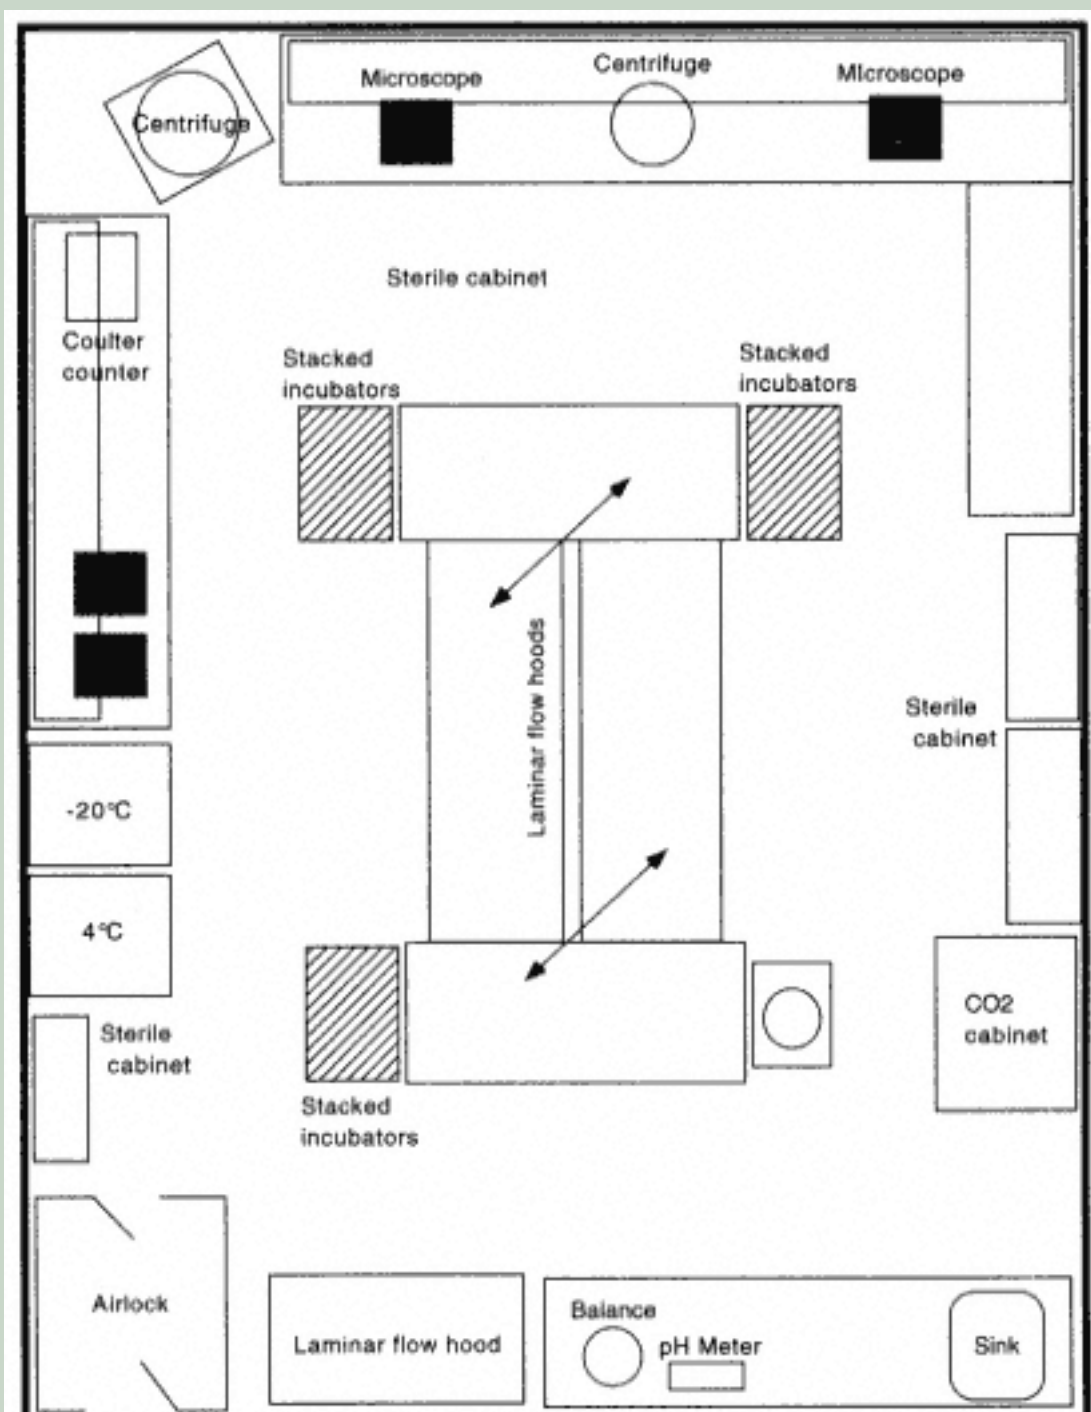 Microscope
Centrifuge
MIcroscope
Centrifuge
Sterile cabinet
Coulter
counter
Stacked
incubators
Stacked
incubators
Laminar flow hoods
Sterile
cabinet
-20°C
4°C
CO2
cabinet
Sterile
cabinet
Stacked
incubators
Airlock
Laminar flow hood
Balance
pH Meter
Sink